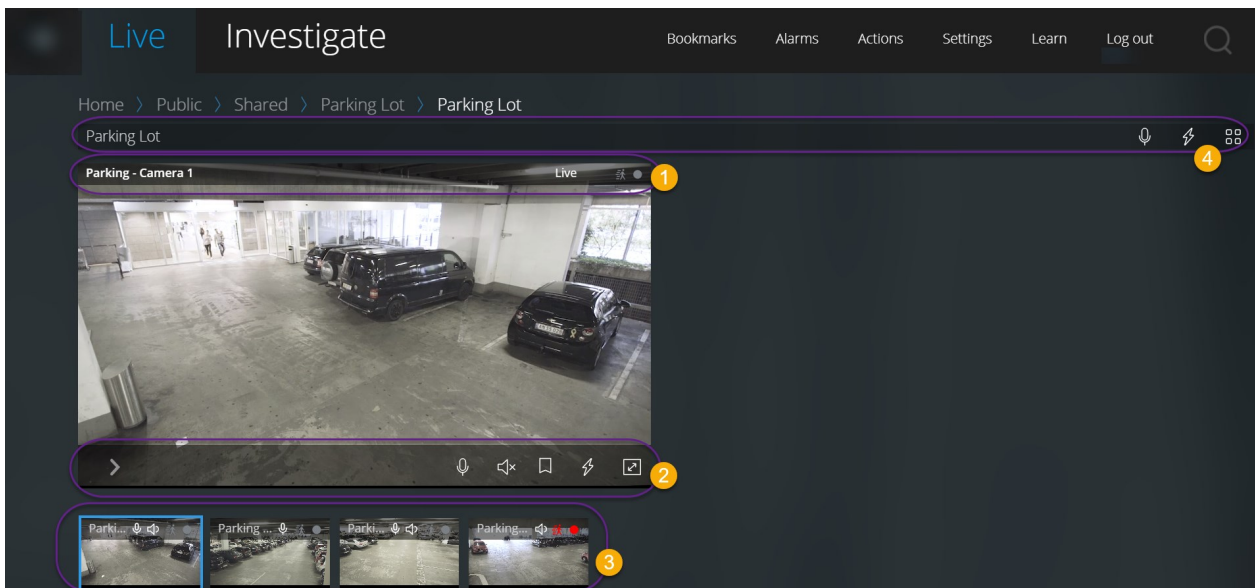 Live Investigate Bookmarks Alarms Actions Settings Learn Log out
Home > Public > Shared > Parking Lot > Parking Lot
Parking Lot
4
Parking - Camera 1 Live 1
2
Parki... Parking ... Parki... Parking...
3